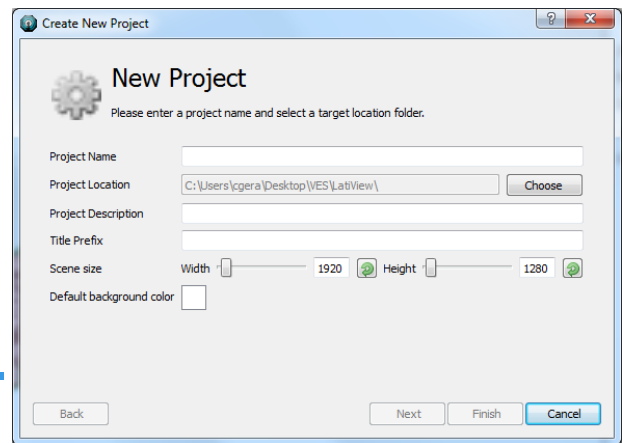 Create New Project
New Project
Please enter a project name and select a target location folder.
Project Name
Project Location C:\Users\cgera\Desktop\VES\LatiView\ Choose
Project Description
Title Prefix
Scene size Width 1920 Height 1280
Default background color
Back Next Finish Cancel